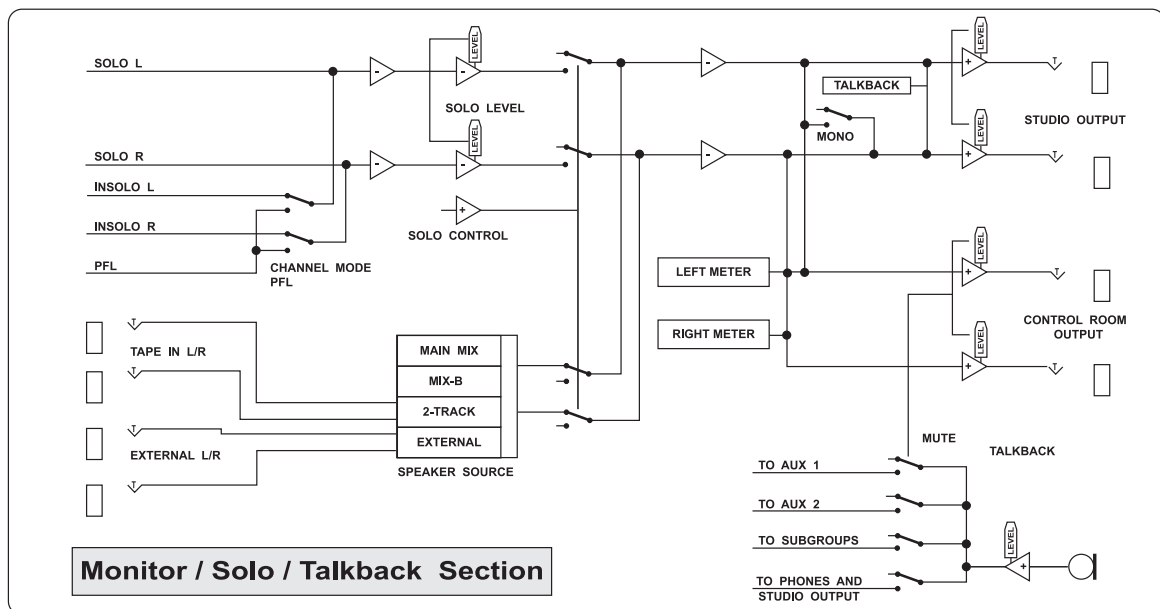 SOLO L
LEVEL
SOLO LEVEL
LEVEL
TALKBACK
MONO
LEVEL
STUDIO OUTPUT
LEVEL
SOLO R
LEVEL
INSOLO L
INSOLO R
PFL
CHANNEL MODE
PFL
SOLO CONTROL
LEFT METER
RIGHT METER
LEVEL
CONTROL ROOM
OUTPUT
LEVEL
T
TAPE IN L/R
T
T
EXTERNAL L/R
T
MAIN MIX
MIX-B
2-TRACK
EXTERNAL
SPEAKER SOURCE
T
T
T
T
MUTE
TALKBACK
TO AUX 1
TO AUX 2
TO SUBGROUPS
TO PHONES AND
STUDIO OUTPUT
LEVEL
Monitor / Solo / Talkback Section